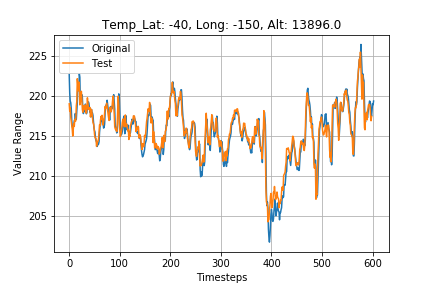 Temp_Lat: -40, Long: -150, Alt: 13896.0
Original
Test
Value Range
225
220
215
210
205
0 100 200 300 400 500 600
Timesteps